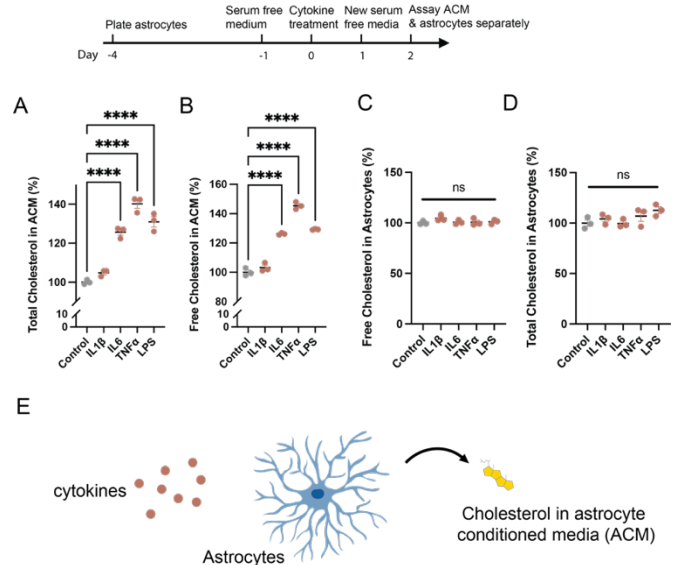 Plate astrocytes
Serum free medium
Cytokine treatment
New serum free media
Assay ACM & astrocytes separately
Day
-4
-1
0
1
2
A
Total Cholesterol in ACM (%)
140
120
100
10
0
****
****
****
Control
IL1β
IL6
TNFα
LPS
B
Free Cholesterol in ACM (%)
160
140
120
100
80
10
0
****
****
****
Control
IL1β
IL6
TNFα
LPS
C
Free Cholesterol in Astrocytes (%)
150
100
50
0
ns
Control
IL1β
IL6
TNFα
LPS
D
Total Cholesterol in Astrocytes (%)
150
100
50
0
ns
Control
IL1β
IL6
TNFα
LPS
E
cytokines
Astrocytes
Cholesterol in astrocyte
conditioned media (ACM)